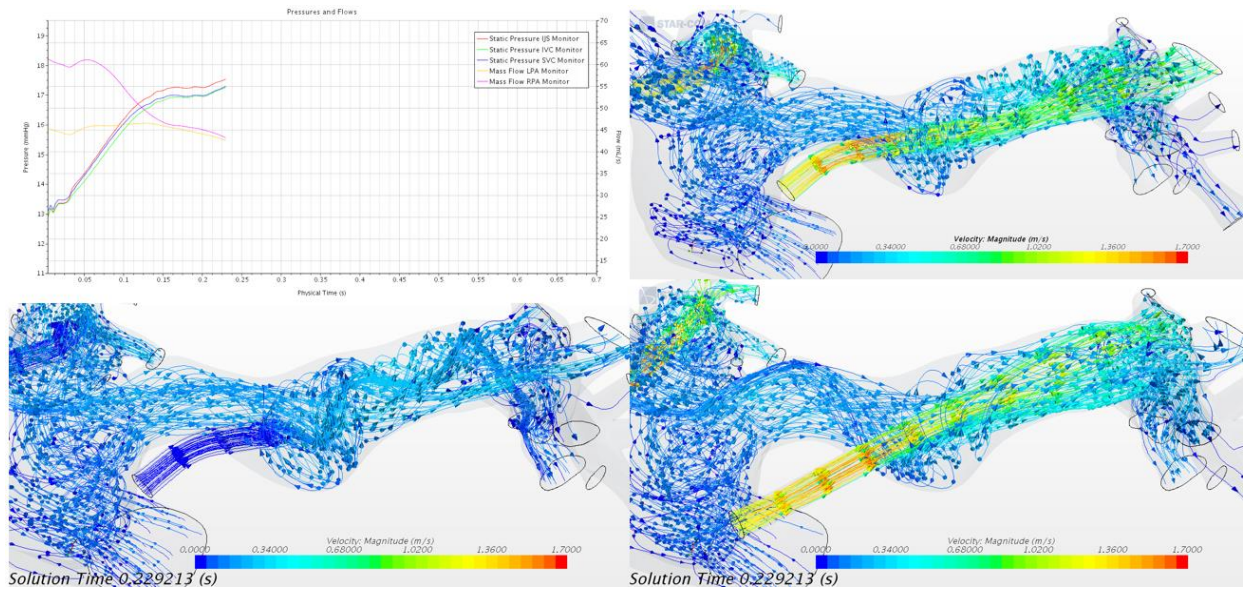 Pressures and Flows
Static Pressure IJS Monitor
Static Pressure IVC Monitor
Static Pressure SVC Monitor
Mass Flow LPA Monitor
Mass Flow RPA Monitor
Pressure (mmHg)
19
18
17
16
15
14
13
12
11
Flow (mL/s)
70
65
60
55
50
45
40
35
30
25
20
15
0.05
0.1
0.15
0.2
0.25
0.3
0.35
0.4
0.45
0.5
0.55
0.6
0.65
0.7
Physical Time (s)
Velocity: Magnitude (m/s)
0.34000 0.68000 1.0200 1.3600 1.7000
Velocity: Magnitude (m/s)
0.0000 0.34000 0.68000 1.0200 1.3600 1.7000
Solution Time 0.229213 (s)
Velocity: Magnitude (m/s)
0.0000 0.34000 0.68000 1.0200 1.3600 1.7000
Solution Time 0.229213 (s)